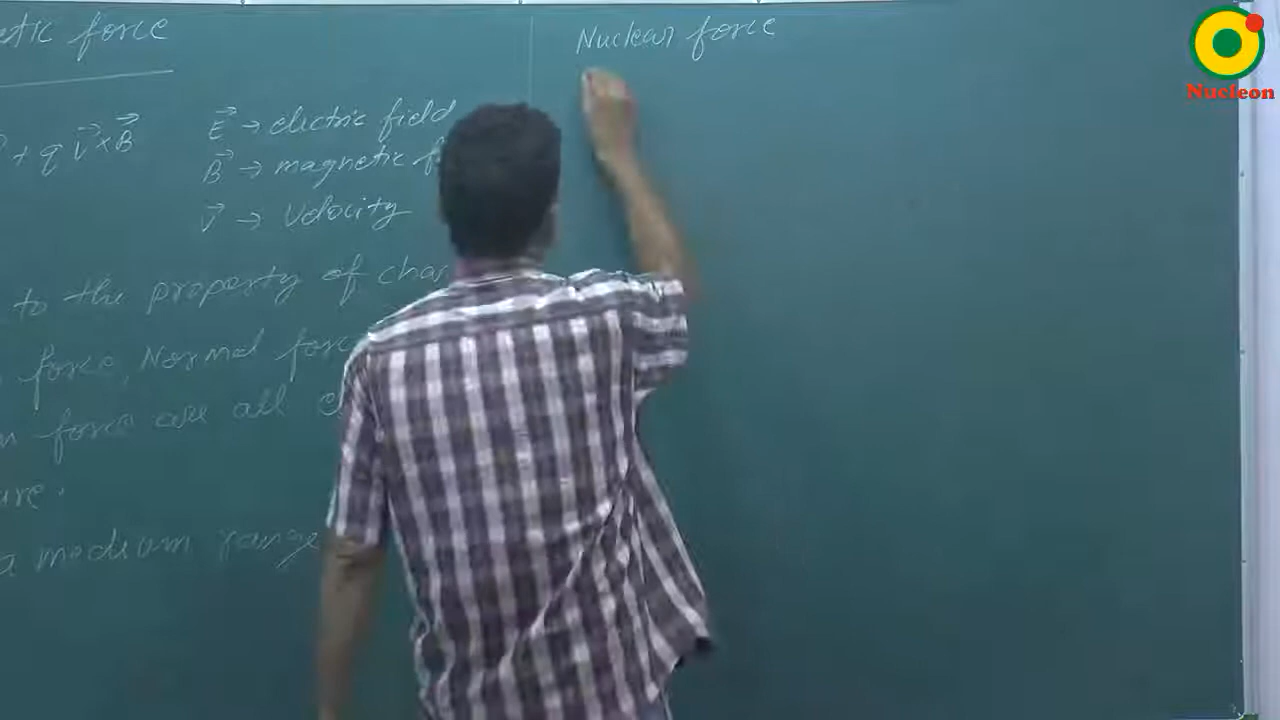 etic force
+ q V⃗ × B⃗
E⃗ → electric field
B⃗ → magnetic f
V⃗ → Velocity
to the property of char
force, Normal forc
force are all
ure.
a medium range
Nuclear force
Nucleon